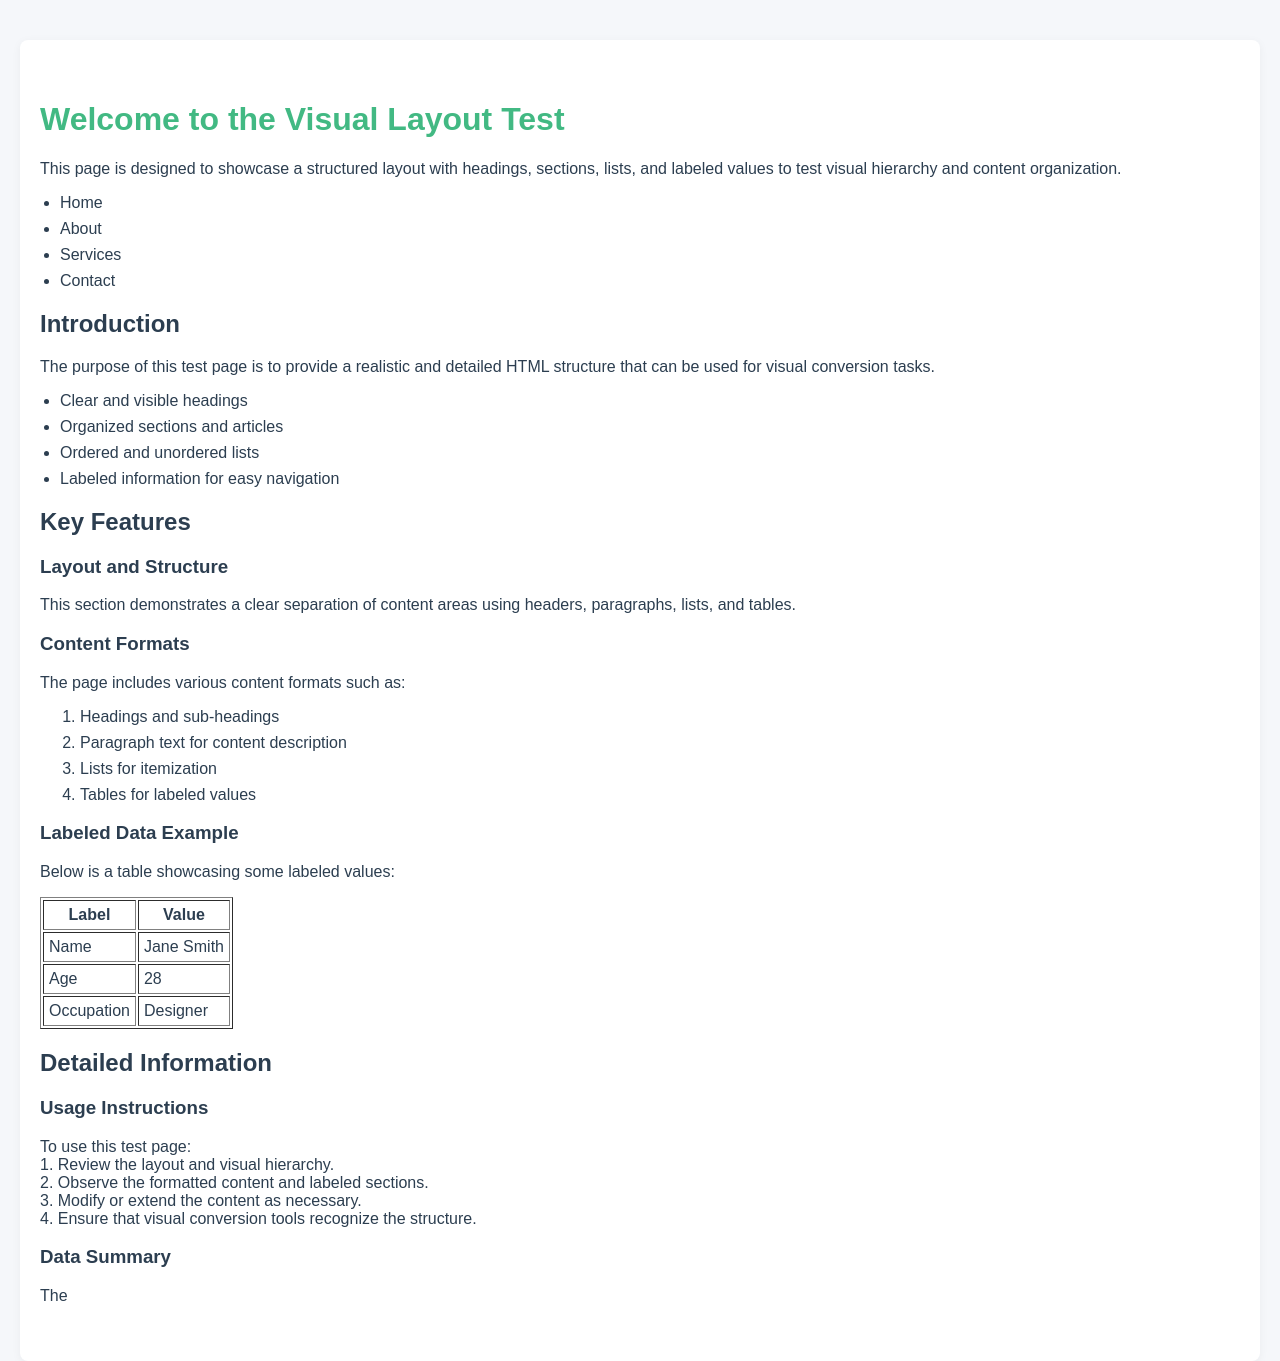 Welcome to the Visual Layout Test
This page is designed to showcase a structured layout with headings, sections, lists, and labeled values to test visual hierarchy and content organization.
• Home
• About
• Services
• Contact
Introduction
The purpose of this test page is to provide a realistic and detailed HTML structure that can be used for visual conversion tasks.
• Clear and visible headings
• Organized sections and articles
• Ordered and unordered lists
• Labeled information for easy navigation
Key Features
Layout and Structure
This section demonstrates a clear separation of content areas using headers, paragraphs, lists, and tables.
Content Formats
The page includes various content formats such as:
1. Headings and sub-headings
2. Paragraph text for content description
3. Lists for itemization
4. Tables for labeled values
Labeled Data Example
Below is a table showcasing some labeled values:
Label Value
Name Jane Smith
Age 28
Occupation Designer
Detailed Information
Usage Instructions
To use this test page:
1. Review the layout and visual hierarchy.
2. Observe the formatted content and labeled sections.
3. Modify or extend the content as necessary.
4. Ensure that visual conversion tools recognize the structure.
Data Summary
The